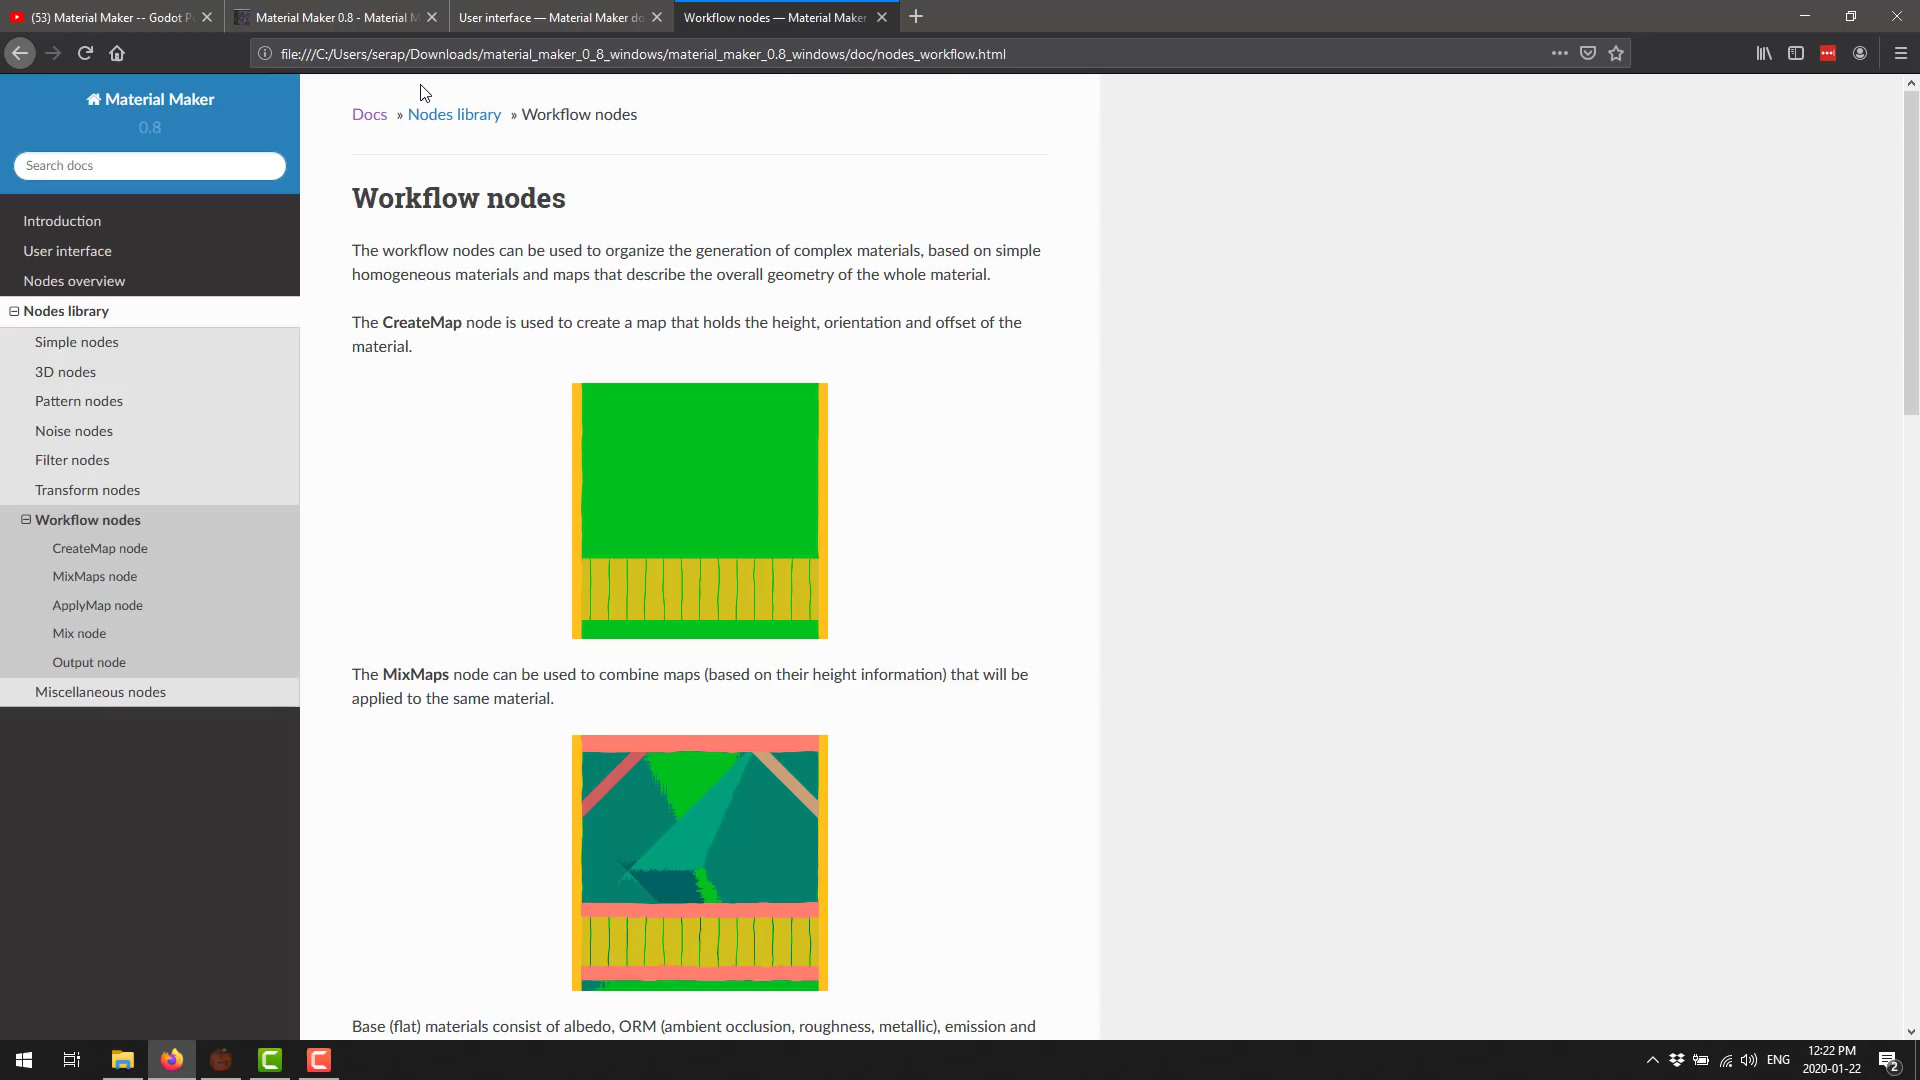 (53) Material Maker -- Godot P
Material Maker 0.8 - Material M
User interface — Material Maker do
Workflow nodes — Material Maker
file:///C:/Users/serap/Downloads/material_maker_0_8_windows/material_maker_0.8_windows/doc/nodes_workflow.html
Material Maker
0.8
Search docs
Introduction
User interface
Nodes overview
Nodes library
Simple nodes
3D nodes
Pattern nodes
Noise nodes
Filter nodes
Transform nodes
Workflow nodes
CreateMap node
MixMaps node
ApplyMap node
Mix node
Output node
Miscellaneous nodes
Docs » Nodes library » Workflow nodes
Workflow nodes
The workflow nodes can be used to organize the generation of complex materials, based on simple
homogeneous materials and maps that describe the overall geometry of the whole material.
The CreateMap node is used to create a map that holds the height, orientation and offset of the
material.
The MixMaps node can be used to combine maps (based on their height information) that will be
applied to the same material.
Base (flat) materials consist of albedo, ORM (ambient occlusion, roughness, metallic), emission and
ENG
12:22 PM
2020-01-22
2